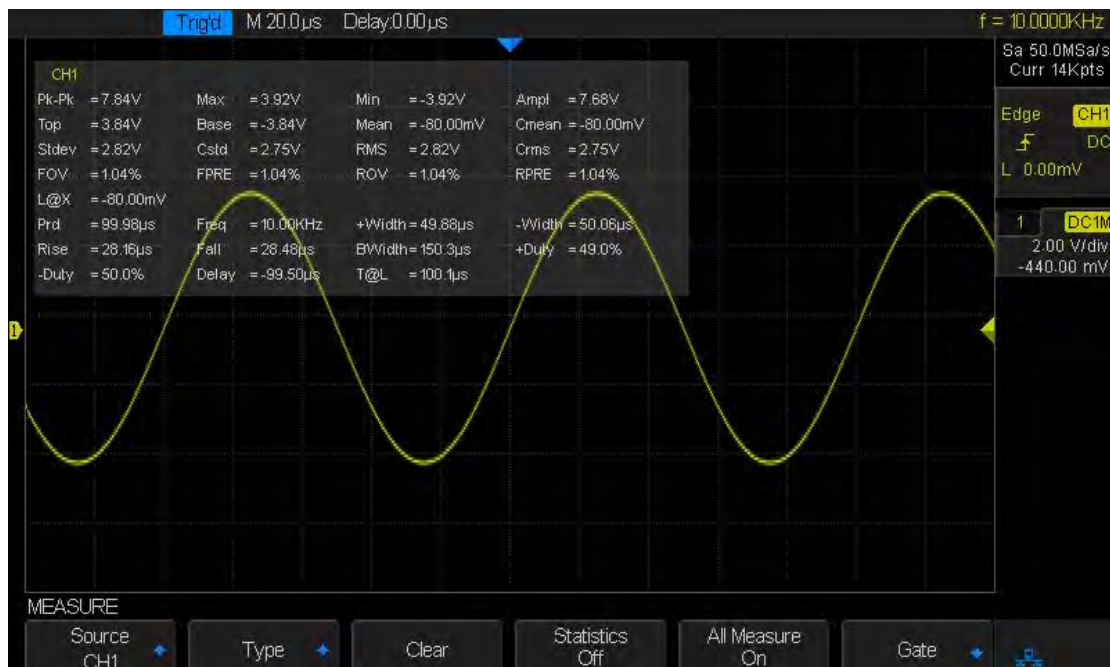 Trig'd M 20.0µs Delay:0.00µs f = 10.0000KHz
Sa 50.0MSa/s
Curr 14Kpts
CH1
Pk-Pk =7.84V Max =3.92V Min =-3.92V Ampl =7.68V
Top =3.84V Base =-3.84V Mean =-80.00mV Cmean =-80.00mV
Stdev =2.82V Cstd =2.75V RMS =2.82V Crms =2.75V
FOV =1.04% FPRE =1.04% ROV =1.04% RPRE =1.04%
L@X =-80.00mV
Prd =99.98µs Freq =10.00KHz +Width =49.88µs -Width =50.06µs
Rise =28.16µs Fall =28.48µs BWidth=150.3µs +Duty =49.0%
-Duty =50.0% Delay =-99.50µs T@L =100.1µs
Edge CH1
DC
L 0.00mV
1 DC1M
2.00 V/div
-440.00 mV
1
MEASURE
Source
CH1
Type
Clear
Statistics
Off
All Measure
On
Gate